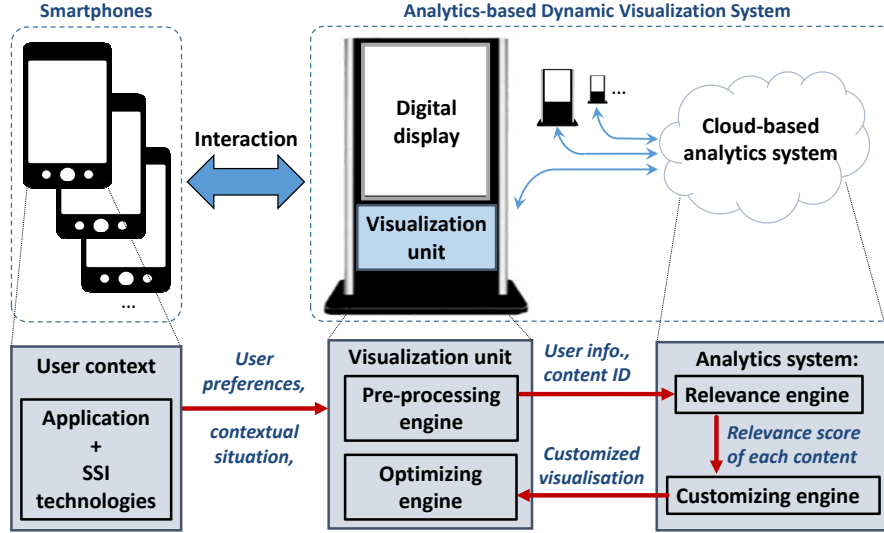 Smartphones
Analytics-based Dynamic Visualization System
Interaction
Digital
display
Visualization
unit
...
Cloud-based
analytics system
...
User context
Application
+
SSI
technologies
User
preferences,
contextual
situation,
Visualization unit
Pre-processing
engine
Optimizing
engine
User info.,
content ID
Customized
visualisation
Analytics system:
Relevance engine
Relevance score
of each content
Customizing engine